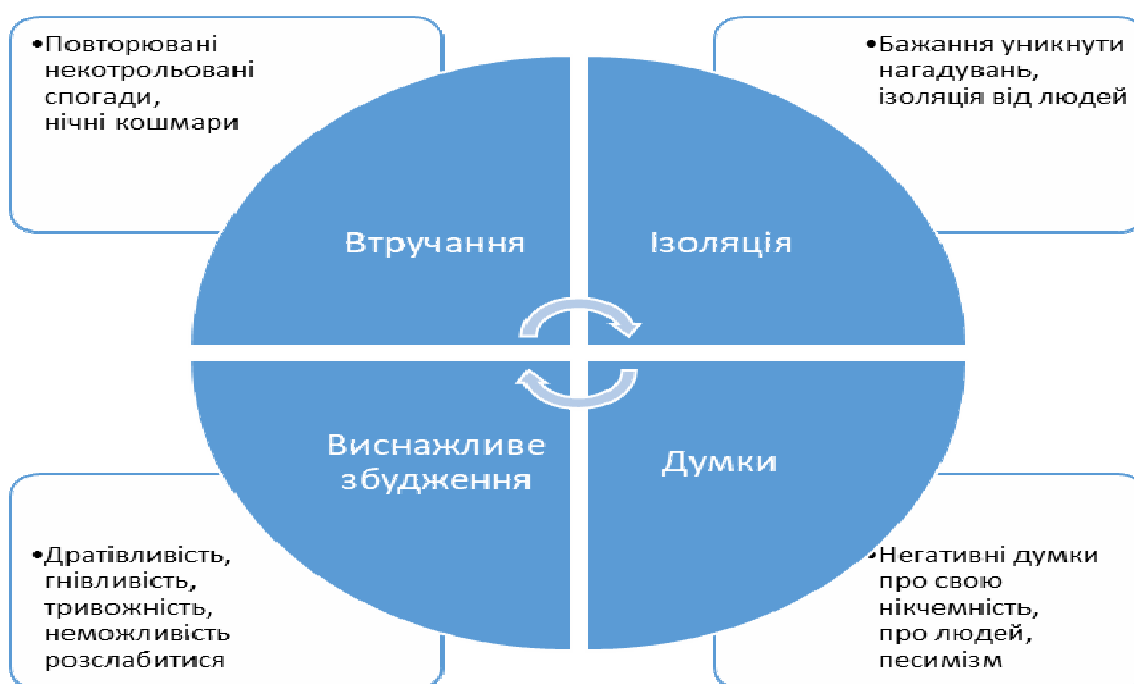 •Повторювані
некотрольовані
спогади,
нічні кошмари
•Бажання уникнути
нагадувань,
ізоляція від людей
Втручання
Ізоляція
Виснажливе
збудження
Думки
•Дратівливість,
гнівливість,
тривожність,
неможливість
розслабитися
•Негативні думки
про свою
нікчемність,
про людей,
песимізм